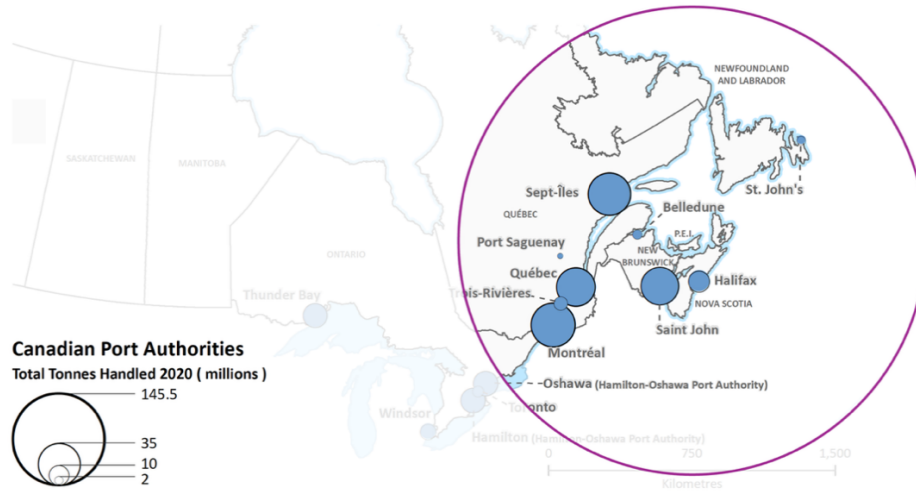 NEWFOUNDLAND
AND LABRADOR
SASKATCHEWAN
MANITOBA
St. John's
Sept-Îles
Belledune
QUÉBEC
P.E.I.
Port Saguenay
NEW
BRUNSWICK
ONTARIO
Québec
Halifax
Thunder Bay
Trois-Rivières
NOVA SCOTIA
Saint John
Montréal
Canadian Port Authorities
Total Tonnes Handled 2020 ( millions )
145.5
35
10
2
Oshawa (Hamilton-Oshawa Port Authority)
Toronto
Windsor
Hamilton (Hamilton-Oshawa Port Authority)
0 750 1,500
Kilometres